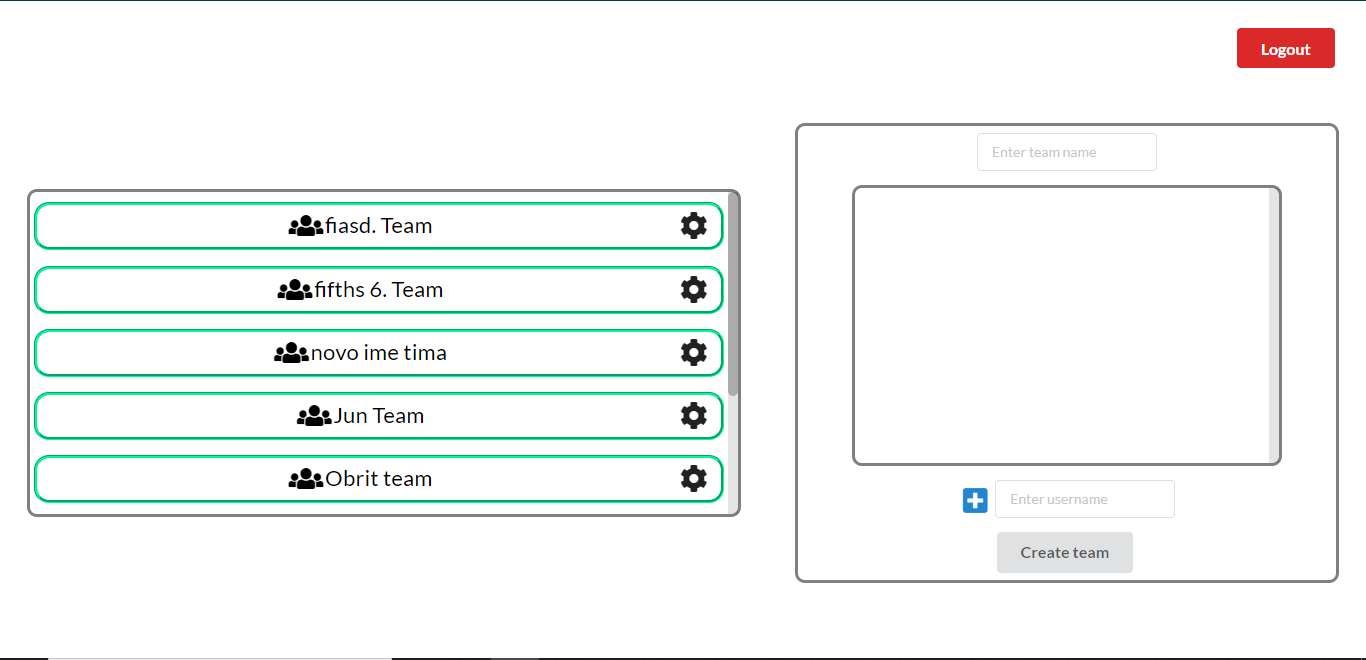 Logout
Enter team name
fiasd. Team
fifths 6. Team
novo ime tima
Jun Team
Obrit team
Enter username
Create team